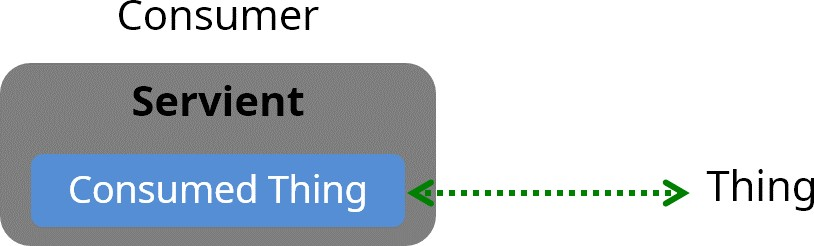 Consumer
Servient
Consumed Thing
Thing